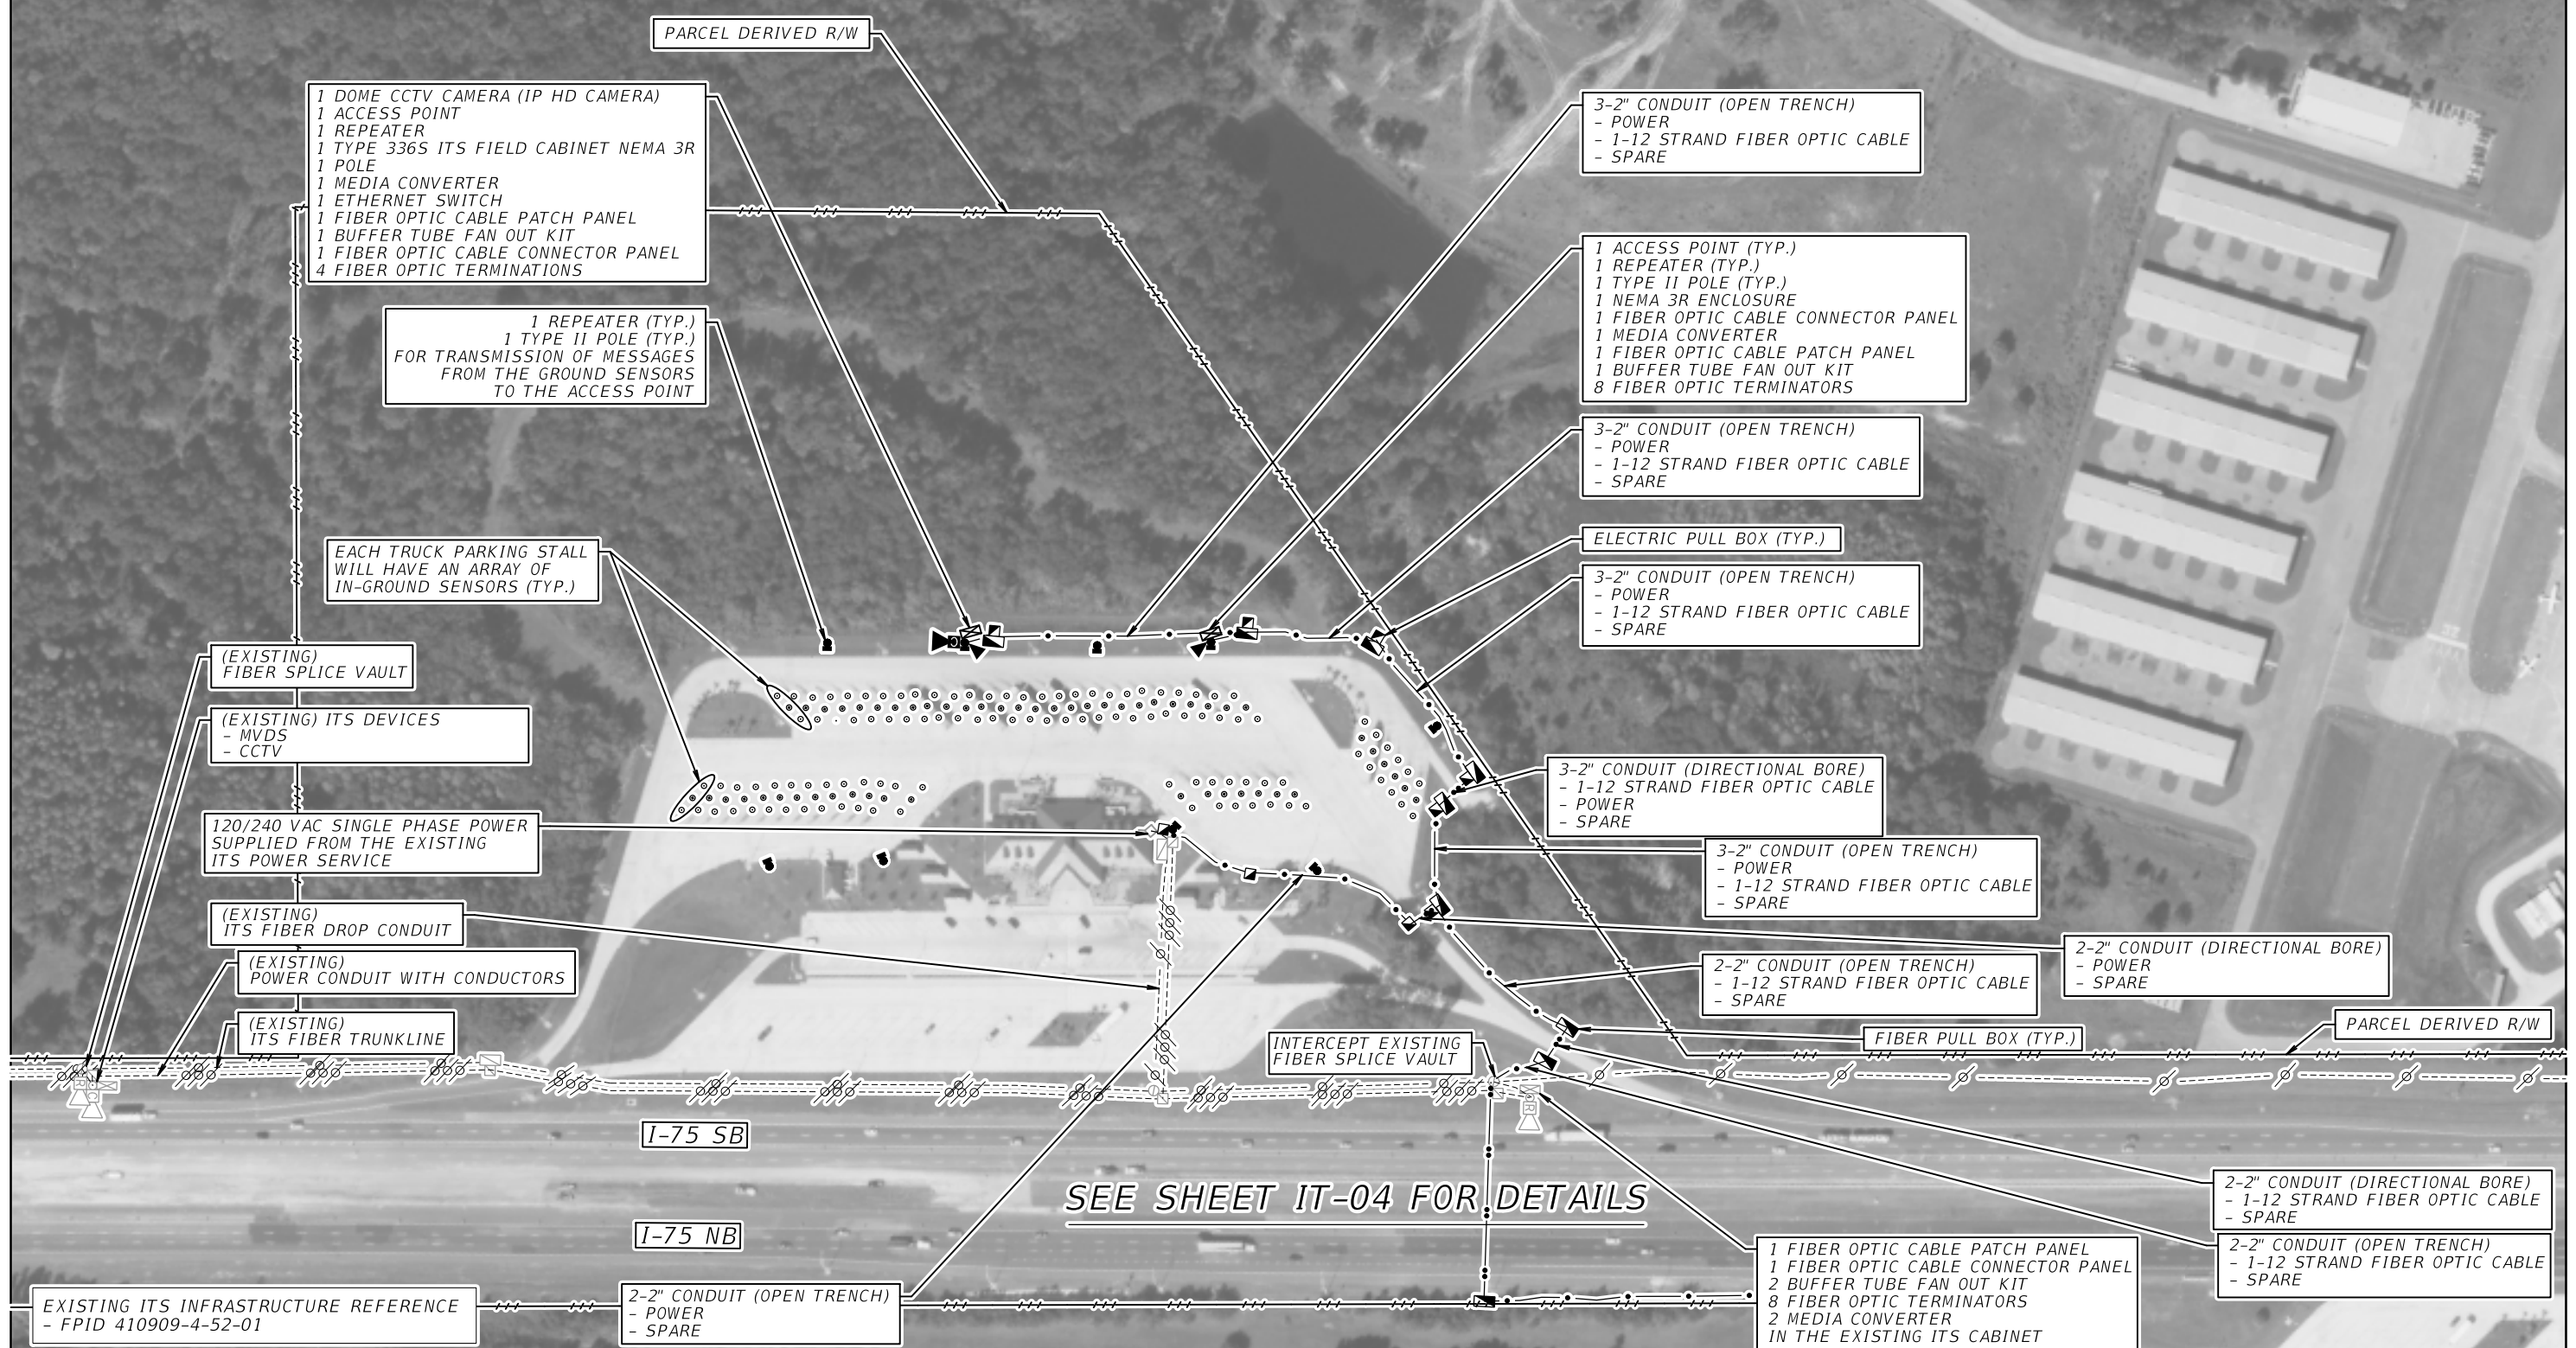 PARCEL DERIVED R/W
1 DOME CCTV CAMERA (IP HD CAMERA)
1 ACCESS POINT
1 REPEATER
1 TYPE 336S ITS FIELD CABINET NEMA 3R
1 POLE
1 MEDIA CONVERTER
1 ETHERNET SWITCH
1 FIBER OPTIC CABLE PATCH PANEL
1 BUFFER TUBE FAN OUT KIT
1 FIBER OPTIC CABLE CONNECTOR PANEL
4 FIBER OPTIC TERMINATIONS
1 REPEATER (TYP.)
1 TYPE II POLE (TYP.)
FOR TRANSMISSION OF MESSAGES
FROM THE GROUND SENSORS
TO THE ACCESS POINT
EACH TRUCK PARKING STALL
WILL HAVE AN ARRAY OF
IN-GROUND SENSORS (TYP.)
(EXISTING)
FIBER SPLICE VAULT
(EXISTING) ITS DEVICES
- MVDS
- CCTV
120/240 VAC SINGLE PHASE POWER
SUPPLIED FROM THE EXISTING
ITS POWER SERVICE
(EXISTING)
ITS FIBER DROP CONDUIT
(EXISTING)
POWER CONDUIT WITH CONDUCTORS
(EXISTING)
ITS FIBER TRUNKLINE
3-2" CONDUIT (OPEN TRENCH)
- POWER
- 1-12 STRAND FIBER OPTIC CABLE
- SPARE
1 ACCESS POINT (TYP.)
1 REPEATER (TYP.)
1 TYPE II POLE (TYP.)
1 NEMA 3R ENCLOSURE
1 FIBER OPTIC CABLE CONNECTOR PANEL
1 MEDIA CONVERTER
1 FIBER OPTIC CABLE PATCH PANEL
1 BUFFER TUBE FAN OUT KIT
8 FIBER OPTIC TERMINATORS
3-2" CONDUIT (OPEN TRENCH)
- POWER
- 1-12 STRAND FIBER OPTIC CABLE
- SPARE
ELECTRIC PULL BOX (TYP.)
3-2" CONDUIT (OPEN TRENCH)
- POWER
- 1-12 STRAND FIBER OPTIC CABLE
- SPARE
3-2" CONDUIT (DIRECTIONAL BORE)
- 1-12 STRAND FIBER OPTIC CABLE
- POWER
- SPARE
3-2" CONDUIT (OPEN TRENCH)
- POWER
- 1-12 STRAND FIBER OPTIC CABLE
- SPARE
2-2" CONDUIT (DIRECTIONAL BORE)
- POWER
- SPARE
2-2" CONDUIT (OPEN TRENCH)
- 1-12 STRAND FIBER OPTIC CABLE
- SPARE
PARCEL DERIVED R/W
FIBER PULL BOX (TYP.)
INTERCEPT EXISTING
FIBER SPLICE VAULT
I-75 SB
SEE SHEET IT-04 FOR DETAILS
I-75 NB
2-2" CONDUIT (DIRECTIONAL BORE)
- 1-12 STRAND FIBER OPTIC CABLE
- SPARE
2-2" CONDUIT (OPEN TRENCH)
- 1-12 STRAND FIBER OPTIC CABLE
- SPARE
1 FIBER OPTIC CABLE PATCH PANEL
1 FIBER OPTIC CABLE CONNECTOR PANEL
2 BUFFER TUBE FAN OUT KIT
8 FIBER OPTIC TERMINATORS
2 MEDIA CONVERTER
IN THE EXISTING ITS CABINET
2-2" CONDUIT (OPEN TRENCH)
- POWER
- SPARE
EXISTING ITS INFRASTRUCTURE REFERENCE
- FPID 410909-4-52-01